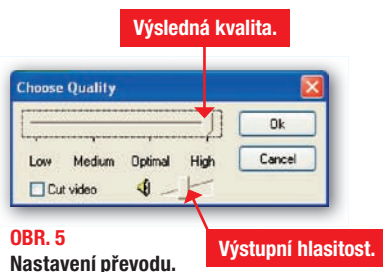 Výsledná kvalita.
Choose Quality
Ok
Low Medium Optimal High
Cancel
Cut video
OBR. 5
Nastavení převodu.
Výstupní hlasitost.